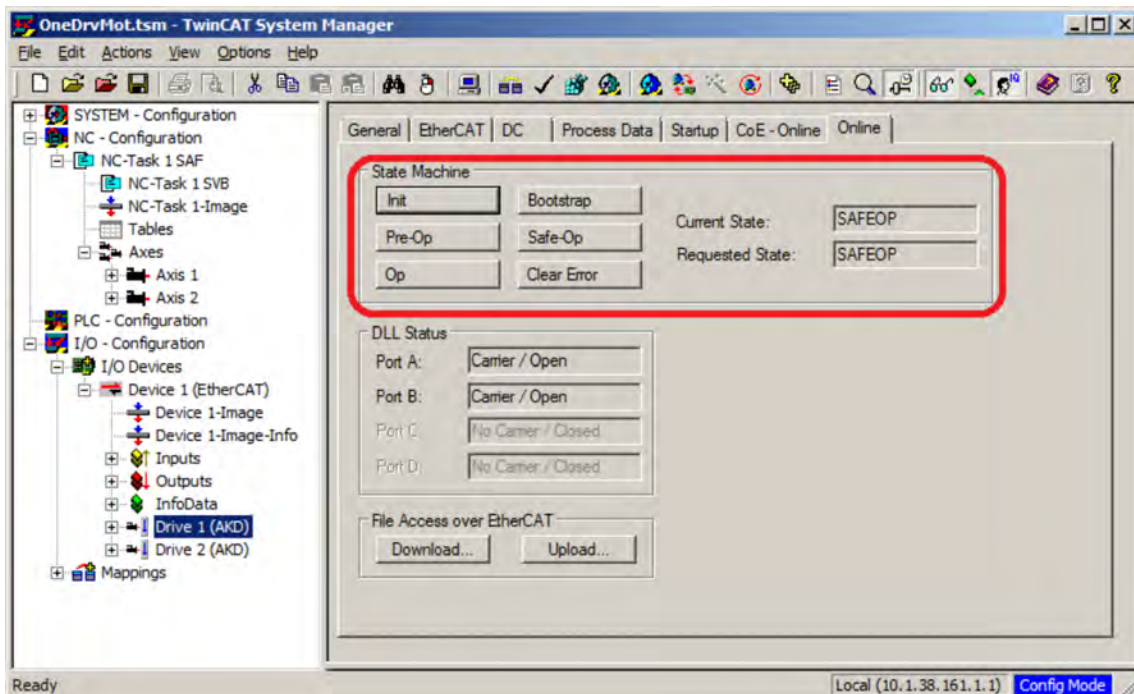 OneDrvMot.tsm - TwinCAT System Manager
File Edit Actions View Options Help
SYSTEM - Configuration
NC - Configuration
NC-Task 1 SAF
NC-Task 1 SVB
NC-Task 1-Image
Tables
Axes
Axis 1
Axis 2
PLC - Configuration
I/O - Configuration
I/O Devices
Device 1 (EtherCAT)
Device 1-Image
Device 1-Image-Info
Inputs
Outputs
InfoData
Drive 1 (AKD)
Drive 2 (AKD)
Mappings
General EtherCAT DC Process Data Startup CoE - Online Online
State Machine
Init Bootstrap
Pre-Op Safe-Op
Op Clear Error
Current State: SAFEOP
Requested State: SAFEOP
DLL Status
Port A: Carrier / Open
Port B: Carrier / Open
Port C: No Carrier / Closed
Port D: No Carrier / Closed
File Access over EtherCAT
Download... Upload...
Ready Local (10.1.38.161.1.1) Config Mode